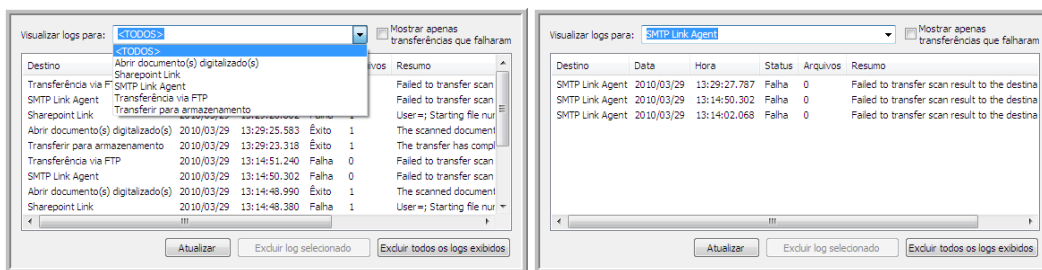 Visualizar logs para: <TODOS>
Mostrar apenas
transferências que falharam
<TODOS>
Abrir documento(s) digitalizado(s)
Sharepoint Link
SMTP Link Agent
Transferência via FTP
Transferir para armazenamento
Destino Resumo
Transferência via F Failed to transfer scan
SMTP Link Agent Failed to transfer scan
Sharepoint Link User=; Starting file nur
Abrir documento(s) digitalizado(s) 2010/03/29 13:29:25.583 Êxito 1 The scanned document
Transferir para armazenamento 2010/03/29 13:29:23.318 Êxito 1 The transfer has compl
Transferência via FTP 2010/03/29 13:14:51.240 Falha 0 Failed to transfer scan
SMTP Link Agent 2010/03/29 13:14:50.302 Falha 0 Failed to transfer scan
Abrir documento(s) digitalizado(s) 2010/03/29 13:14:48.990 Êxito 1 The scanned document
Sharepoint Link 2010/03/29 13:14:48.380 Falha 1 User=; Starting file nur
Atualizar Excluir log selecionado Excluir todos os logs exibidos
Visualizar logs para: SMTP Link Agent
Mostrar apenas
transferências que falharam
Destino Data Hora Status Arquivos Resumo
SMTP Link Agent 2010/03/29 13:29:27.787 Falha 0 Failed to transfer scan result to the destina
SMTP Link Agent 2010/03/29 13:14:50.302 Falha 0 Failed to transfer scan result to the destina
SMTP Link Agent 2010/03/29 13:14:02.068 Falha 0 Failed to transfer scan result to the destina
Atualizar Excluir log selecionado Excluir todos os logs exibidos